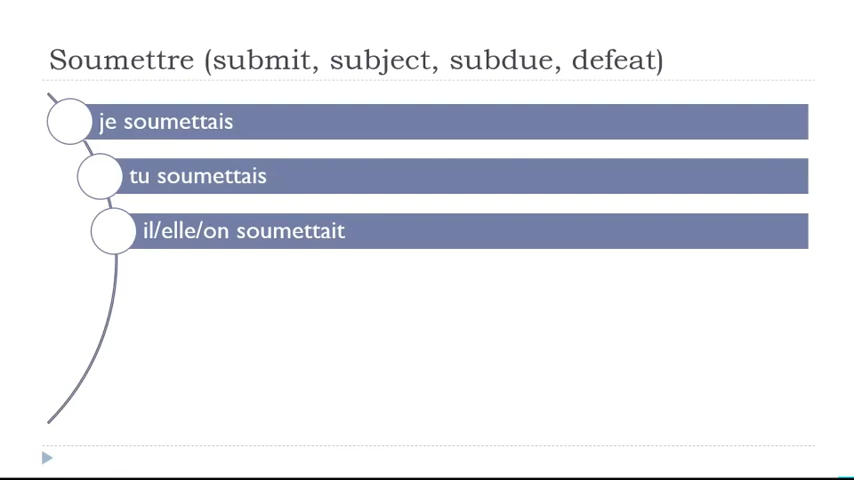 Soumettre (submit, subject, subdue, defeat)
je soumettais
tu soumettais
il/elle/on soumettait